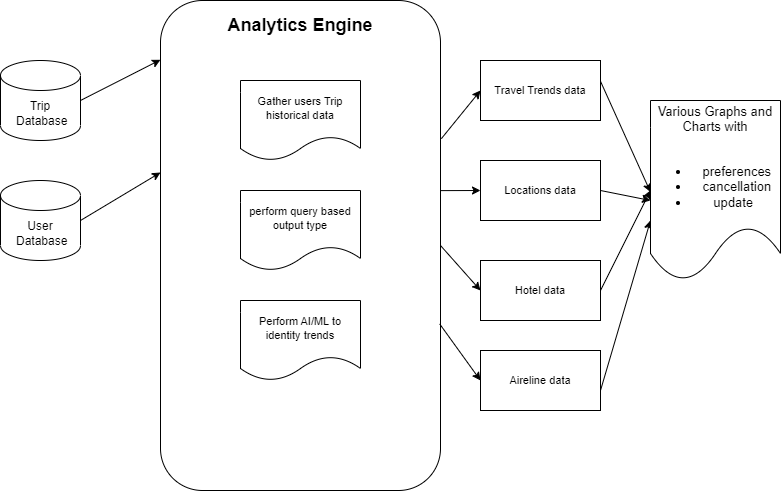 Analytics Engine
Trip
Database
User
Database
Gather users Trip
historical data
perform query based
output type
Perform AI/ML to
identity trends
Travel Trends data
Locations data
Hotel data
Aireline data
Various Graphs and
Charts with
• preferences
• cancellation
• update